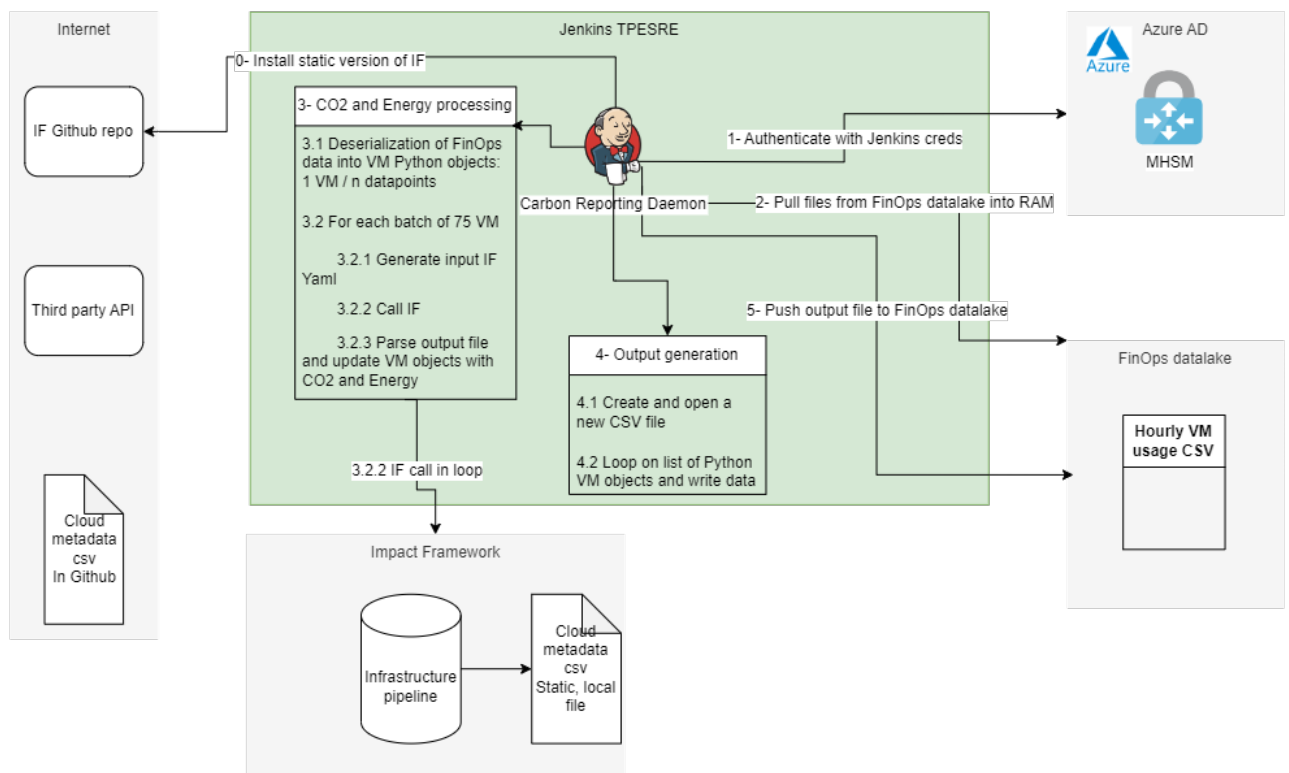 Internet
IF Github repo
Third party API
Cloud
metadata
csv
In Github
Jenkins TPESRE
0- Install static version of IF
3- CO2 and Energy processing
3.1 Deserialization of FinOps
data into VM Python objects:
1 VM / n datapoints
3.2 For each batch of 75 VM
3.2.1 Generate input IF
Yaml
3.2.2 Call IF
3.2.3 Parse output file
and update VM objects with
CO2 and Energy
Carbon Reporting Daemon
1- Authenticate with Jenkins creds
2- Pull files from FinOps datalake into RAM
5- Push output file to FinOps datalake
4- Output generation
4.1 Create and open a
new CSV file
4.2 Loop on list of Python
VM objects and write data
3.2.2 IF call in loop
Impact Framework
Infrastructure
pipeline
Cloud
metadata
csv
Static, local
file
Azure AD
Azure
MHSM
FinOps datalake
Hourly VM
usage CSV